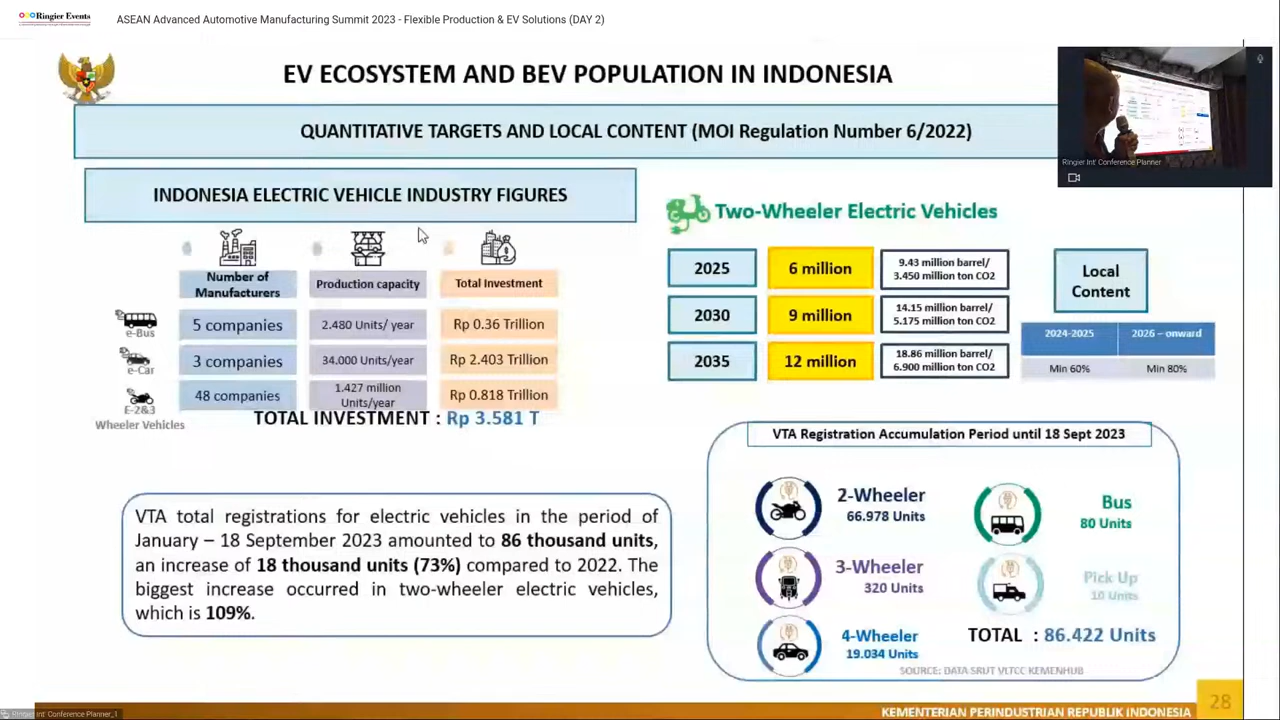 Ringier Events
ASEAN Advanced Automotive Manufacturing Summit 2023 - Flexible Production & EV Solutions (DAY 2)
EV ECOSYSTEM AND BEV POPULATION IN INDONESIA
QUANTITATIVE TARGETS AND LOCAL CONTENT (MOI Regulation Number 6/2022)
Ringier Int' Conference Planner
INDONESIA ELECTRIC VEHICLE INDUSTRY FIGURES
Number of
Manufacturers
Production capacity
Total Investment
e-Bus
5 companies
2.480 Units/ year
Rp 0.36 Trillion
e-Car
3 companies
34.000 Units/year
Rp 2.403 Trillion
E-2&3
Wheeler Vehicles
48 companies
1.427 million
Units/year
Rp 0.818 Trillion
TOTAL INVESTMENT : Rp 3.581 T
Two-Wheeler Electric Vehicles
2025
6 million
9.43 million barrel/
3.450 million ton CO2
2030
9 million
14.15 million barrel/
5.175 million ton CO2
2035
12 million
18.86 million barrel/
6.900 million ton CO2
Local
Content
2024-2025
2026 – onward
Min 60%
Min 80%
VTA total registrations for electric vehicles in the period of
January – 18 September 2023 amounted to 86 thousand units,
an increase of 18 thousand units (73%) compared to 2022. The
biggest increase occurred in two-wheeler electric vehicles,
which is 109%.
VTA Registration Accumulation Period until 18 Sept 2023
2-Wheeler
66.978 Units
Bus
80 Units
3-Wheeler
320 Units
Pick Up
10 Units
4-Wheeler
19.034 Units
TOTAL : 86.422 Units
SOURCE: DATA SRUT VLTCC KEMENHUB
28
KEMENTERIAN PERINDUSTRIAN REPUBLIK INDONESIA
Ringier Int' Conference Planner_1